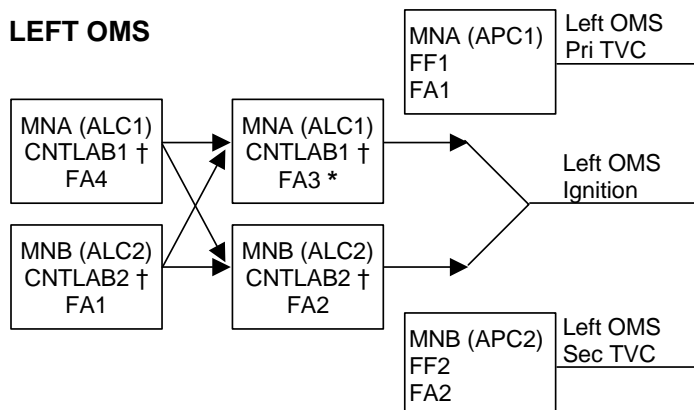 LEFT OMS
MNA (APC1)
FF1
FA1
Left OMS
Pri TVC
MNA (ALC1)
CNTLAB1 †
FA4
MNA (ALC1)
CNTLAB1 †
FA3 *
Left OMS
Ignition
MNB (ALC2)
CNTLAB2 †
FA1
MNB (ALC2)
CNTLAB2 †
FA2
MNB (APC2)
FF2
FA2
Left OMS
Sec TVC